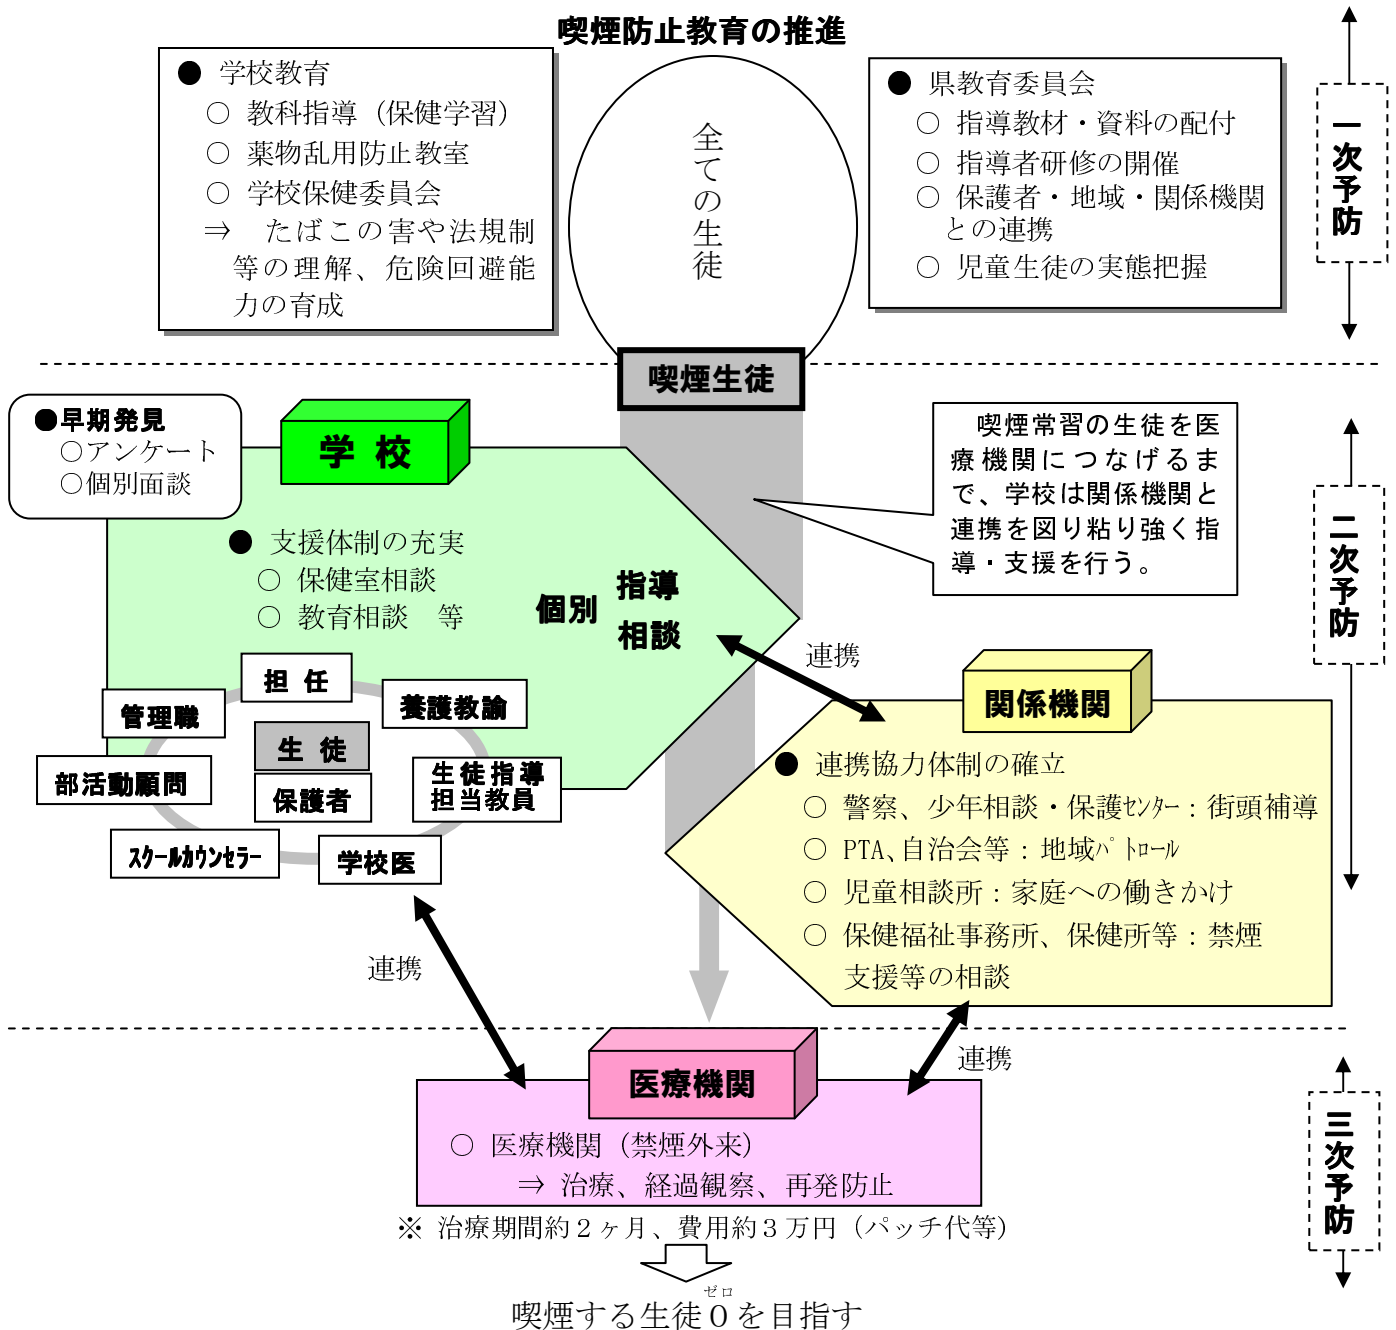 喫煙防止教育の推進
● 学校教育
○ 教科指導（保健学習）
○ 薬物乱用防止教室
○ 学校保健委員会
⇒ たばこの害や法規制
等の理解、危険回避能
力の育成
全ての生徒
● 県教育委員会
○ 指導教材・資料の配付
○ 指導者研修の開催
○ 保護者・地域・関係機関
との連携
○ 児童生徒の実態把握
一次予防
喫煙生徒
●早期発見
○アンケート
○個別面談
学 校
喫煙常習の生徒を医
療機関につなげるま
で、学校は関係機関と
連携を図り粘り強く指
導・支援を行う。
二次予防
● 支援体制の充実
○ 保健室相談
○ 教育相談 等
個別
指導
相談
連携
担 任
管理職
養護教諭
生 徒
部活動顧問
保護者
生徒指導
担当教員
スクールカウンセラー
学校医
関係機関
● 連携協力体制の確立
○ 警察、少年相談・保護ｾﾝﾀｰ：街頭補導
○ PTA、自治会等：地域ﾊﾟﾄﾛｰﾙ
○ 児童相談所：家庭への働きかけ
○ 保健福祉事務所、保健所等：禁煙
支援等の相談
連携
連携
医療機関
○ 医療機関（禁煙外来）
⇒ 治療、経過観察、再発防止
三次予防
※ 治療期間約２ヶ月、費用約３万円（パッチ代等）
ゼロ
喫煙する生徒０を目指す